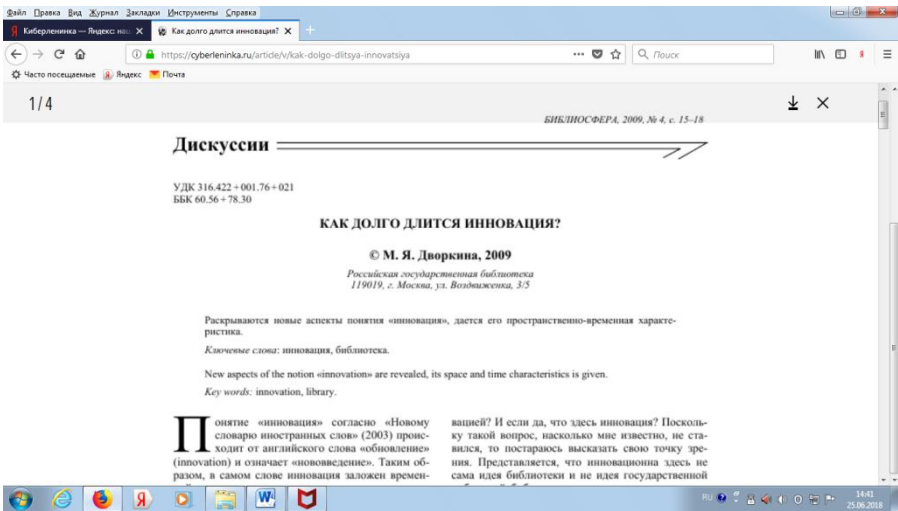 Файл Правка Вид Журнал Закладки Инструменты Справка
Киберленинка — Яндекс: наш
Как долго длится инновация?
https://cyberleninka.ru/article/v/kak-dolgo-dlitsya-innovatsiya
Поиск
Часто посещаемые Яндекс Почта
1/4
БИБЛИОСФЕРА, 2009, № 4, с. 15–18
Дискуссии
УДК 316.422 + 001.76 + 021
ББК 60.56 + 78.30
КАК ДОЛГО ДЛИТСЯ ИННОВАЦИЯ?
© М. Я. Дворкина, 2009
Российская государственная библиотека
119019, г. Москва, ул. Воздвиженка, 3/5
Раскрываются новые аспекты понятия «инновация», дается его пространственно-временная характе-
ристика.
Ключевые слова: инновация, библиотека.
New aspects of the notion «innovation» are revealed, its space and time characteristics is given.
Key words: innovation, library.
Понятие «инновация» согласно «Новому
словарю иностранных слов» (2003) проис-
ходит от английского слова «обновление»
(innovation) и означает «нововведение». Таким об-
разом, в самом слове инновация заложен времен-
вацией? И если да, что здесь инновация? Посколь-
ку такой вопрос, насколько мне известно, не ста-
вился, то постараюсь высказать свою точку зре-
ния. Представляется, что инновационна здесь не
сама идея библиотеки и не идея государственной
RU
14:41
25.06.2018